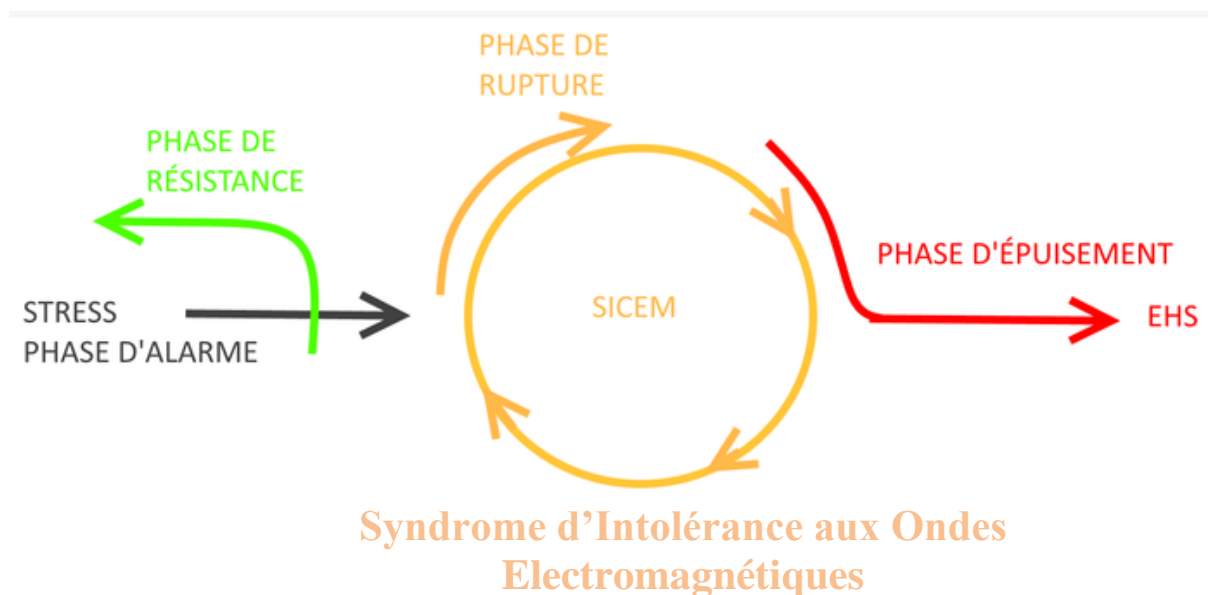 PHASE DE
RUPTURE
PHASE DE
RÉSISTANCE
PHASE D'ÉPUISEMENT
STRESS
PHASE D'ALARME
SICEM
EHS
Syndrome d’Intolérance aux Ondes
Electromagnétiques